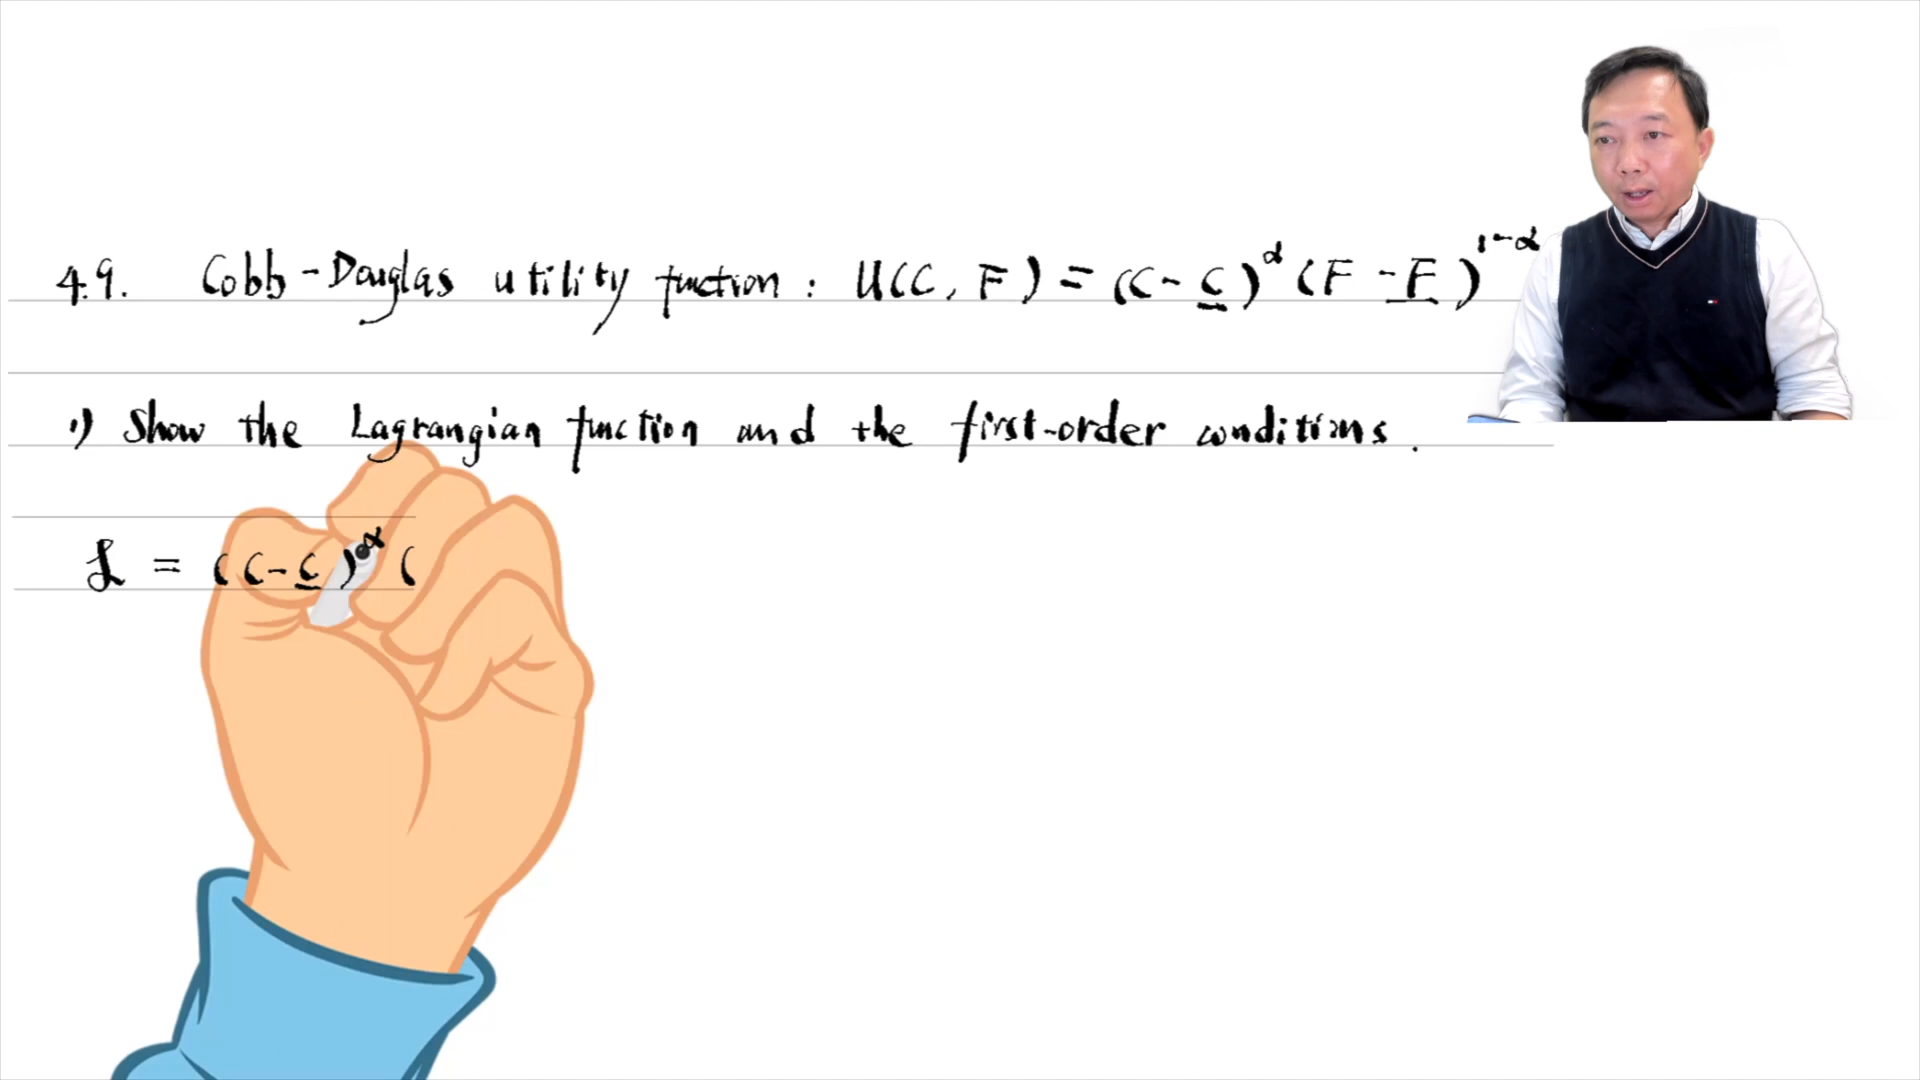 4.9. Cobb-Douglas utility function : U(C, F) = (C - C̲)^α (F - F̲)^1-α
1) Show the Lagrangian function and the first-order conditions.
ℒ = (C - C̲)^α (